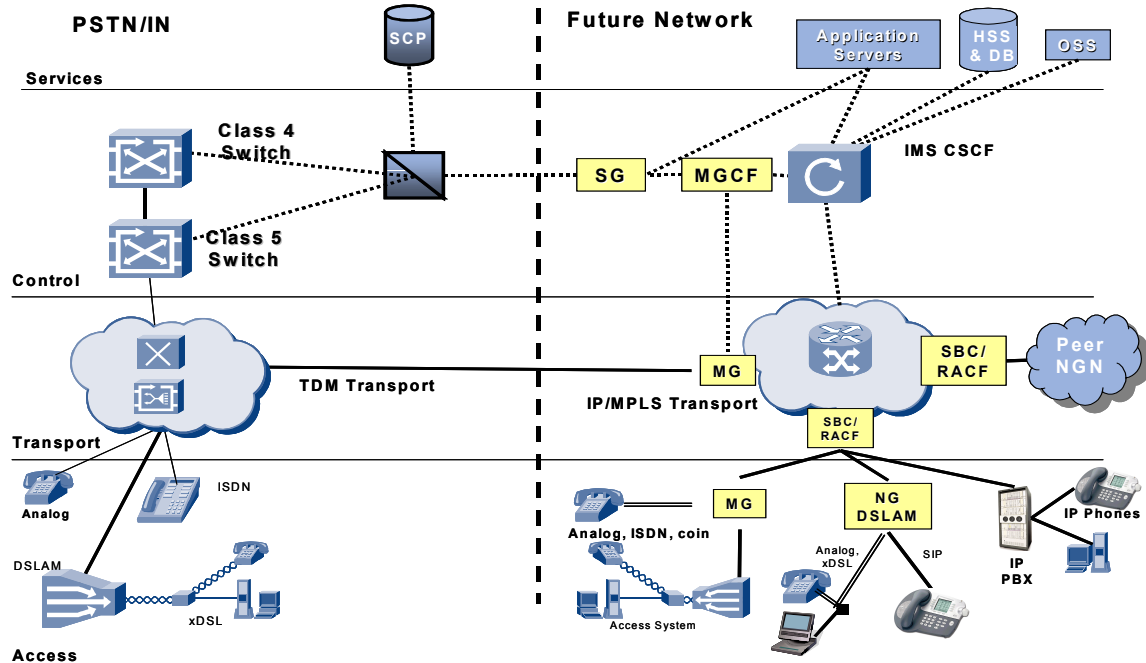 PSTN/IN
Future Network
SCP
Application
Servers
HSS
& DB
OSS
Services
Class 4
Switch
SG
MGCF
IMS CSCF
Class 5
Switch
Control
TDM Transport
MG
IP/MPLS Transport
SBC/
RACF
Peer
NGN
SBC/
RACF
Transport
Analog
ISDN
Analog, ISDN, coin
MG
NG
DSLAM
IP Phones
IP
PBX
DSLAM
xDSL
Access System
Analog,
xDSL
SIP
Access